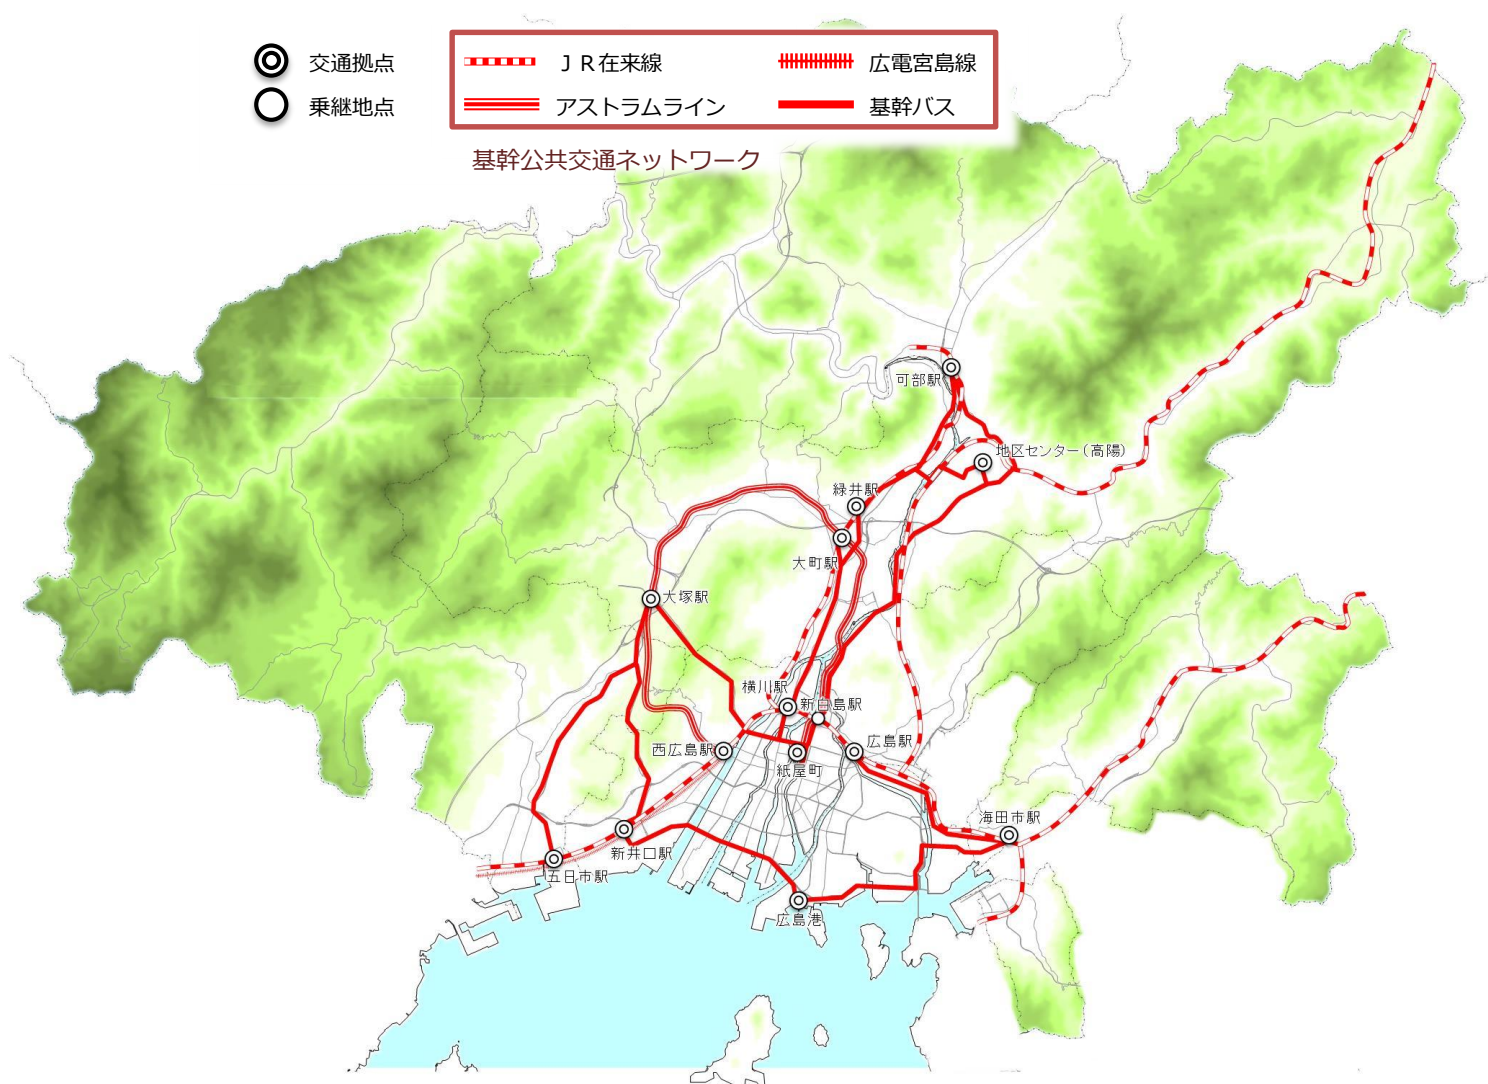 交通拠点
乗継地点
ＪＲ在来線
広電宮島線
アストラムライン
基幹バス
基幹公共交通ネットワーク
可部駅
地区センター(高陽)
緑井駅
大町駅
大塚駅
横川駅
新白島駅
西広島駅
広島駅
紙屋町
海田市駅
新井口駅
五日市駅
広島港